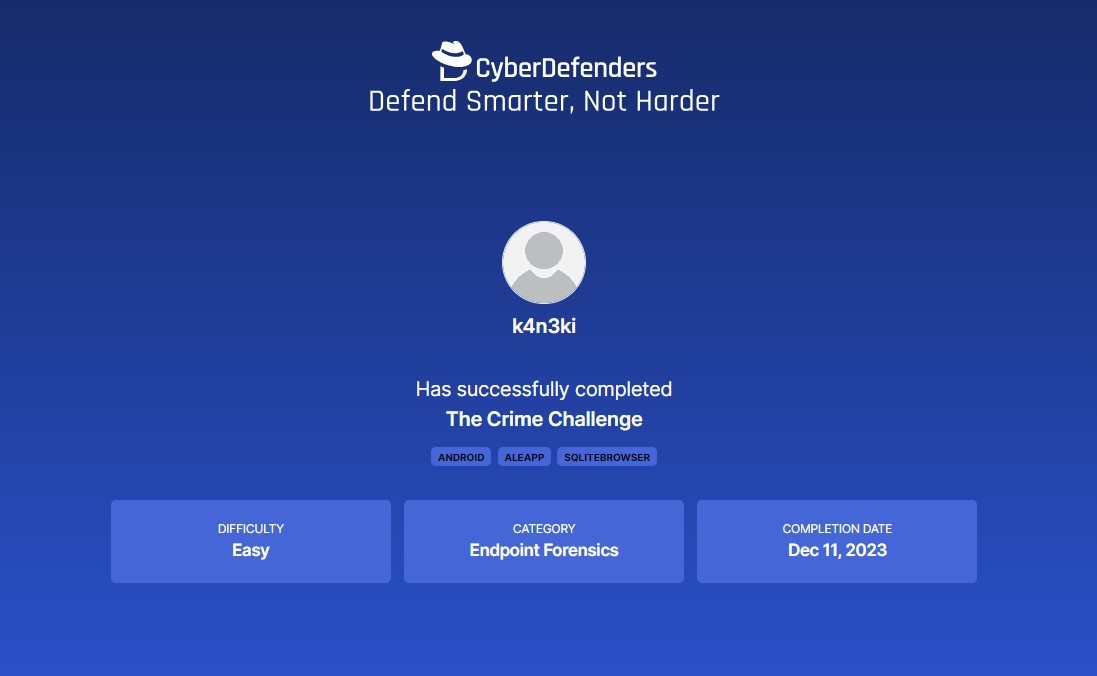 CyberDefenders
Defend Smarter, Not Harder
k4n3ki
Has successfully completed
The Crime Challenge
ANDROID ALEAPP SQLITEBROWSER
DIFFICULTY
Easy
CATEGORY
Endpoint Forensics
COMPLETION DATE
Dec 11, 2023